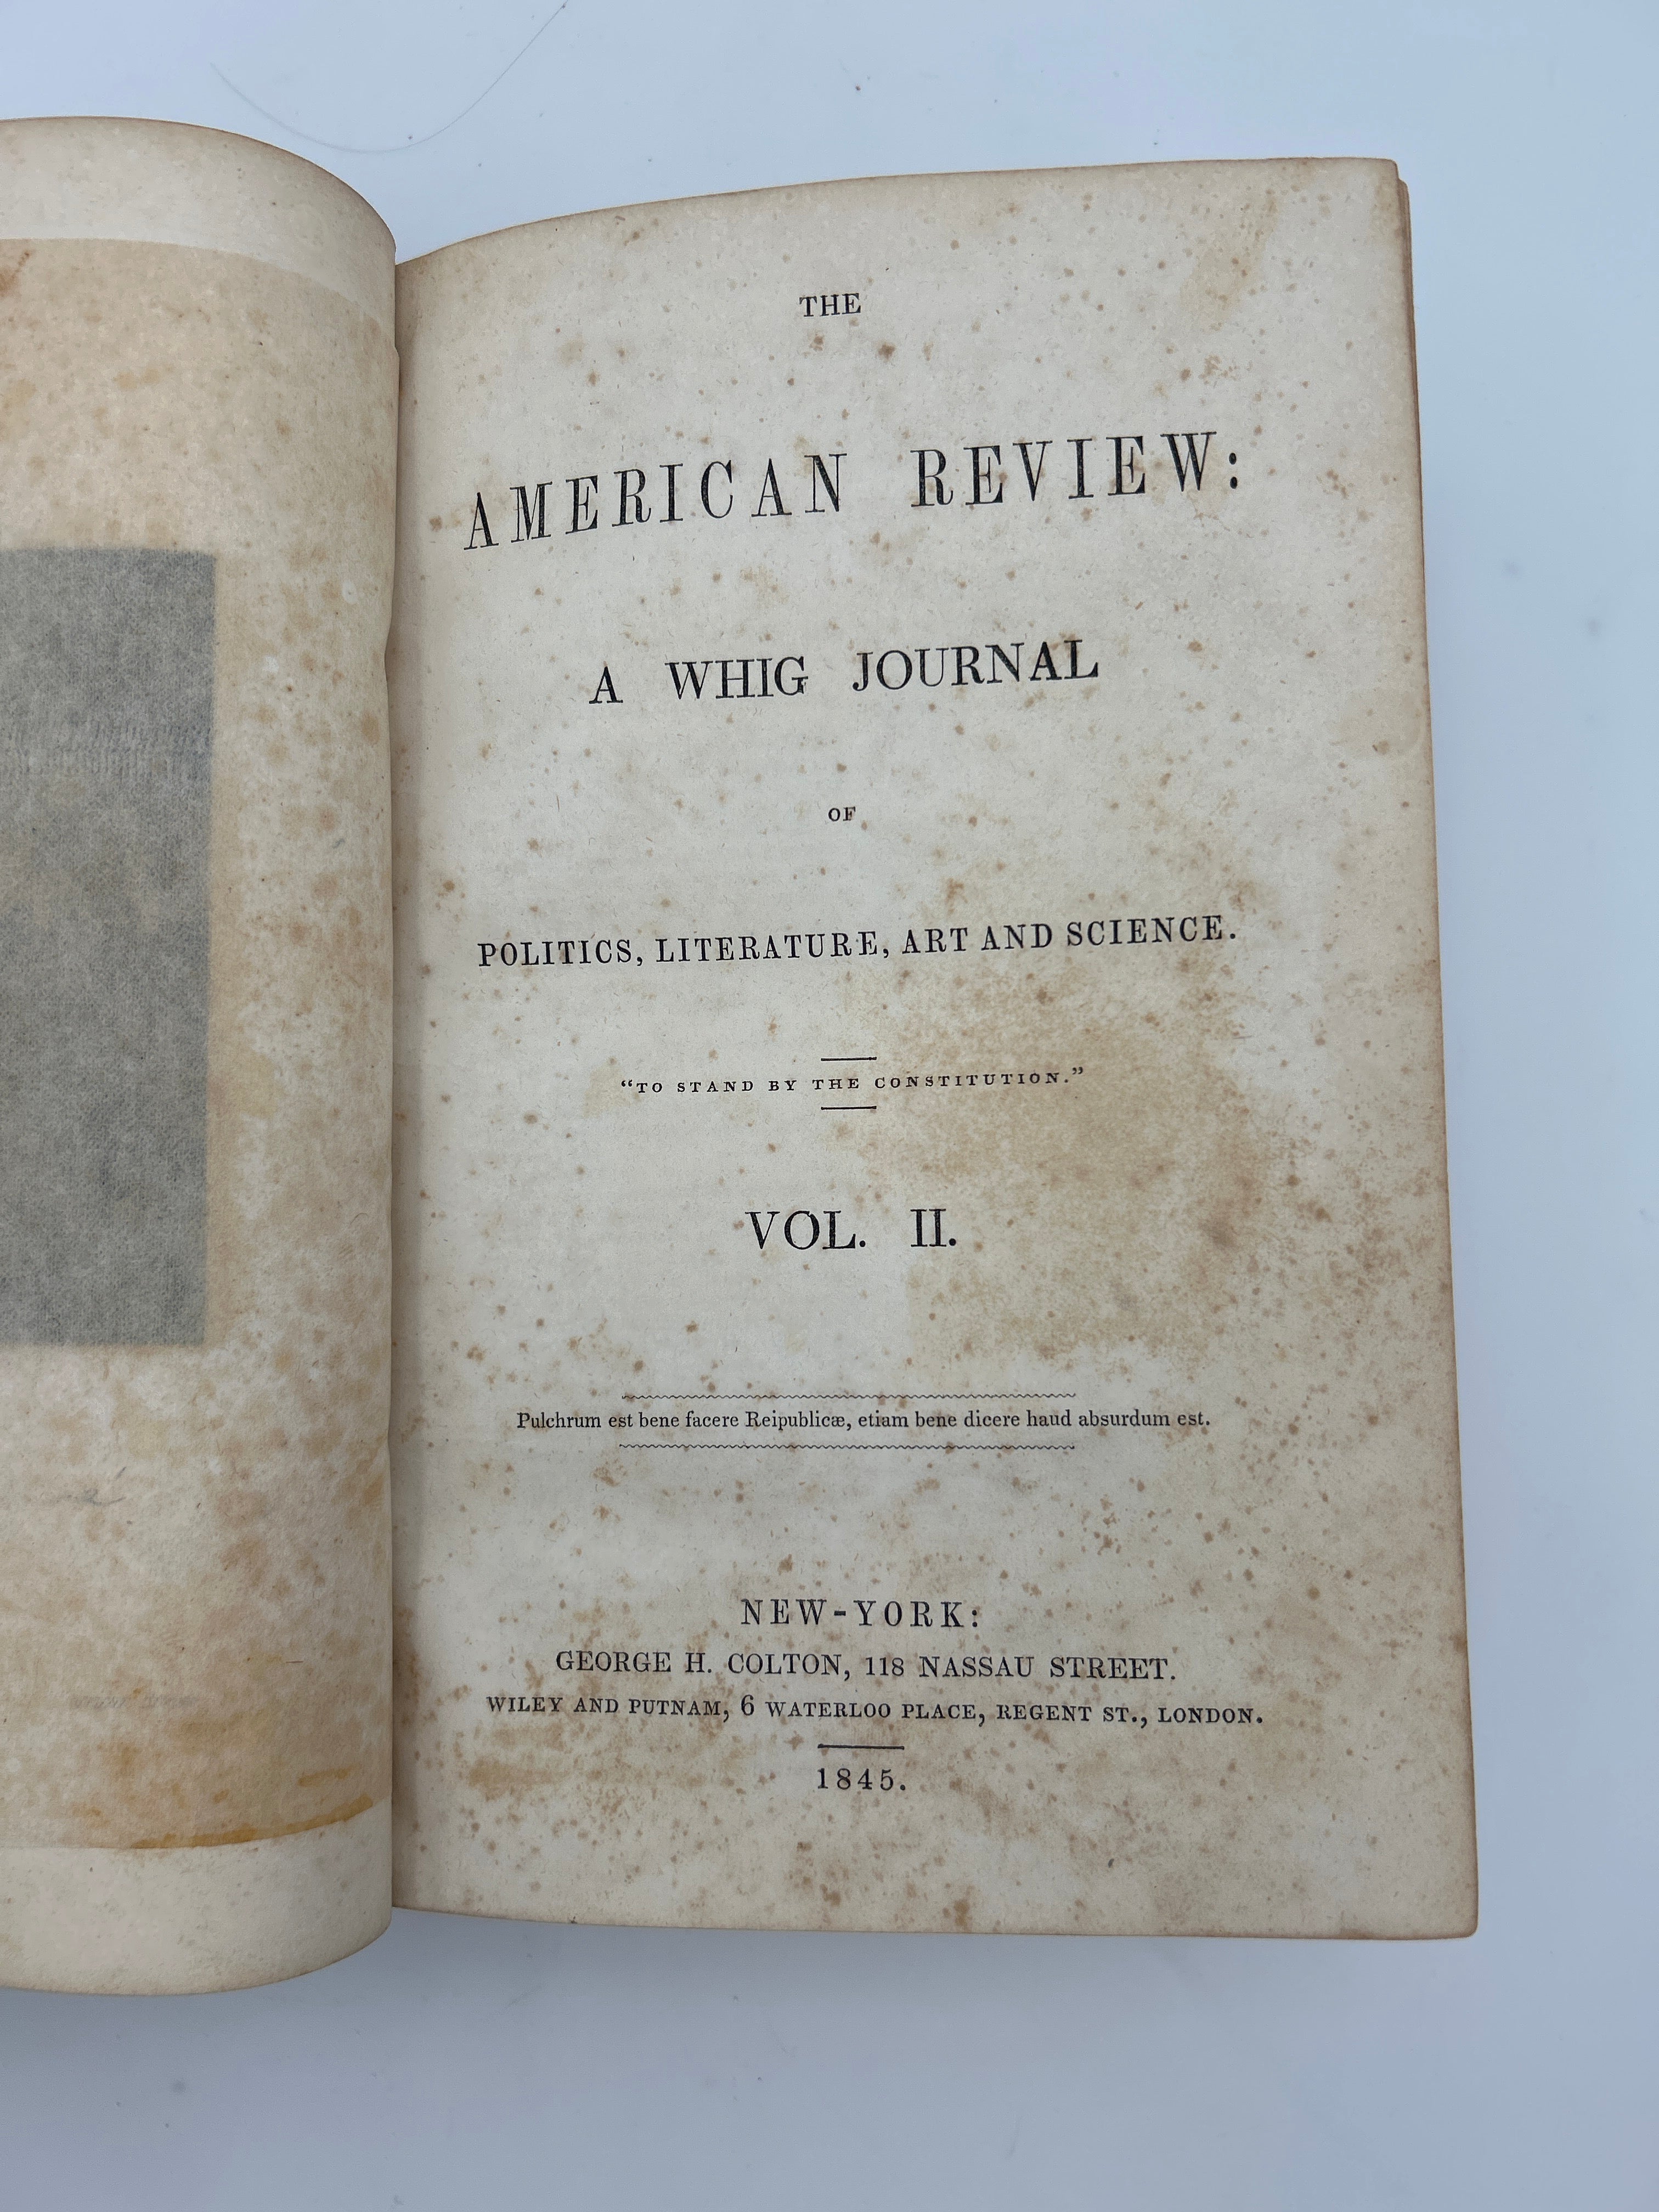 THE
AMERICAN REVIEW:
A WHIG JOURNAL
OF
POLITICS, LITERATURE, ART AND SCIENCE.
“TO STAND BY THE CONSTITUTION.”
VOL. II.
Pulchrum est bene facere Reipublicæ, etiam bene dicere haud absurdum est.
NEW-YORK:
GEORGE H. COLTON, 118 NASSAU STREET.
WILEY AND PUTNAM, 6 WATERLOO PLACE, REGENT ST., LONDON.
1845.